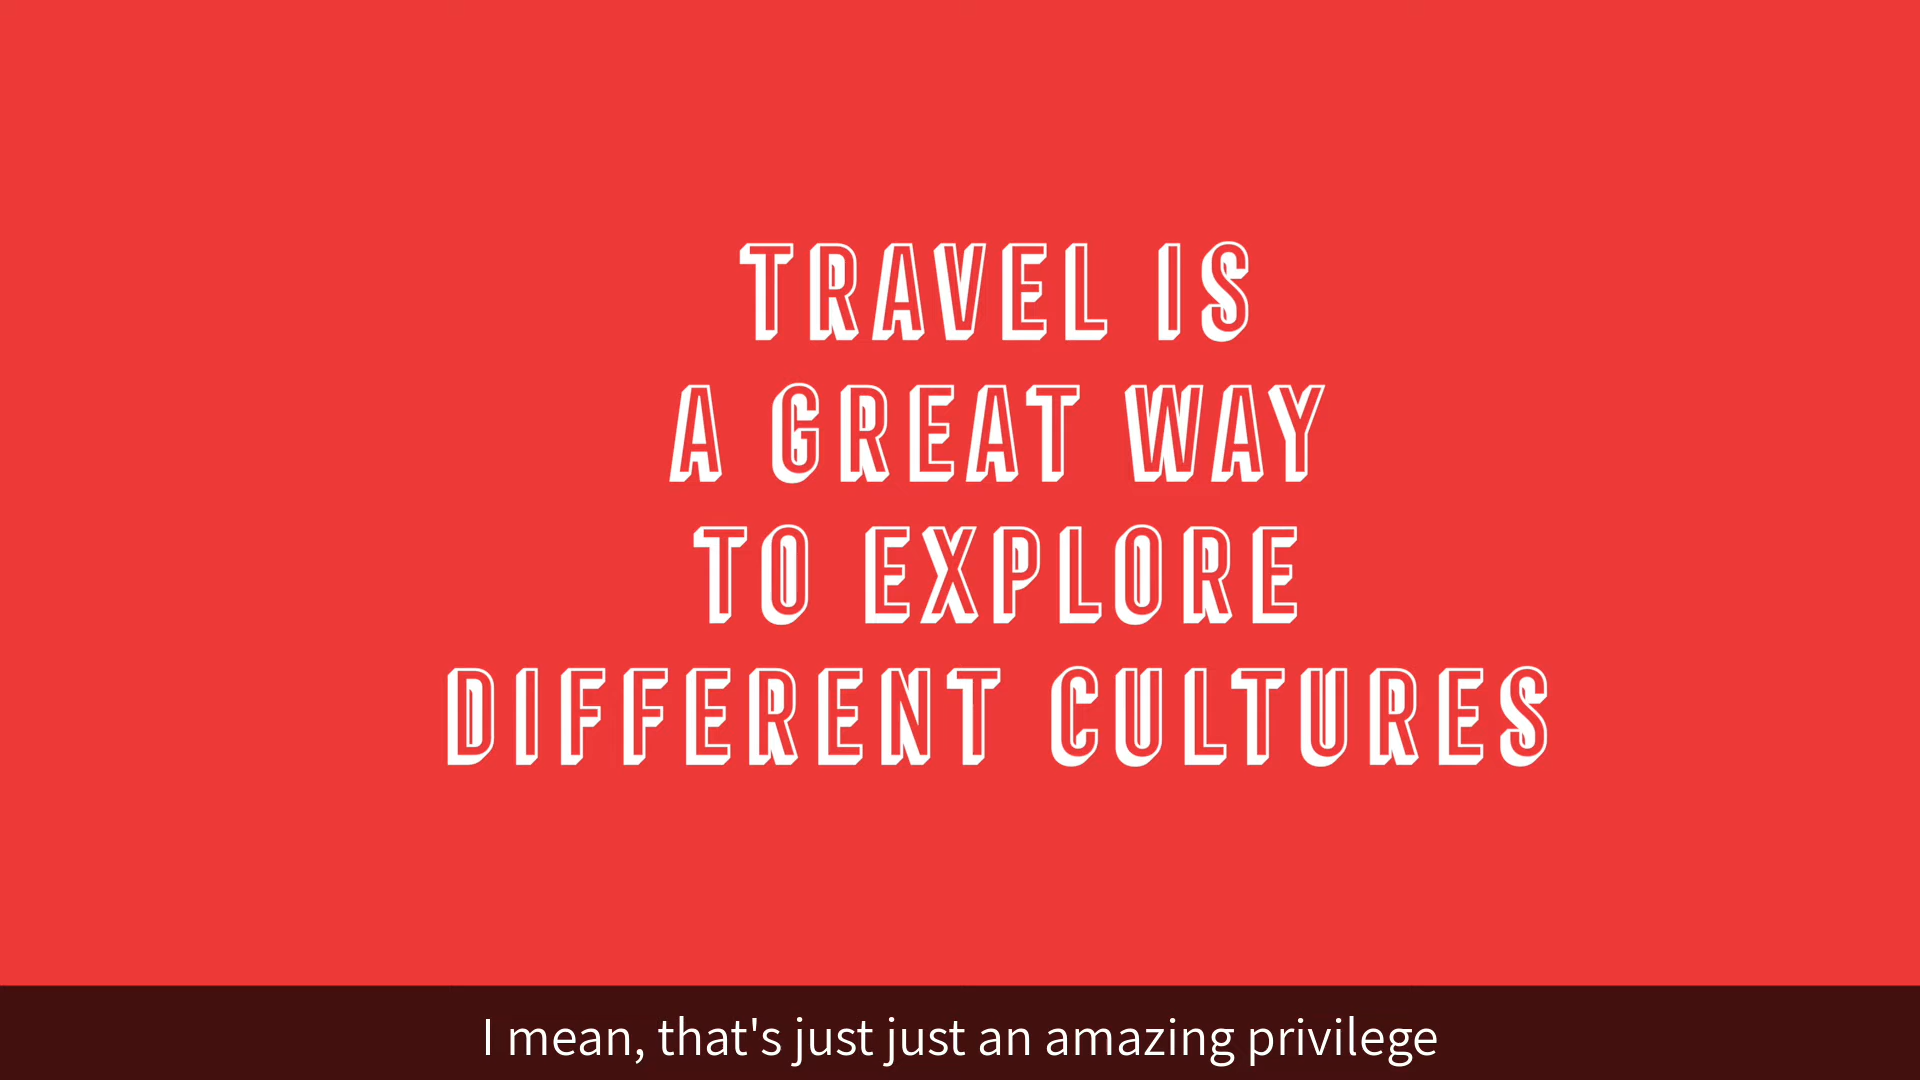 TRAVEL IS
A GREAT WAY
TO EXPLORE
DIFFERENT CULTURES
I mean, that's just just an amazing privilege